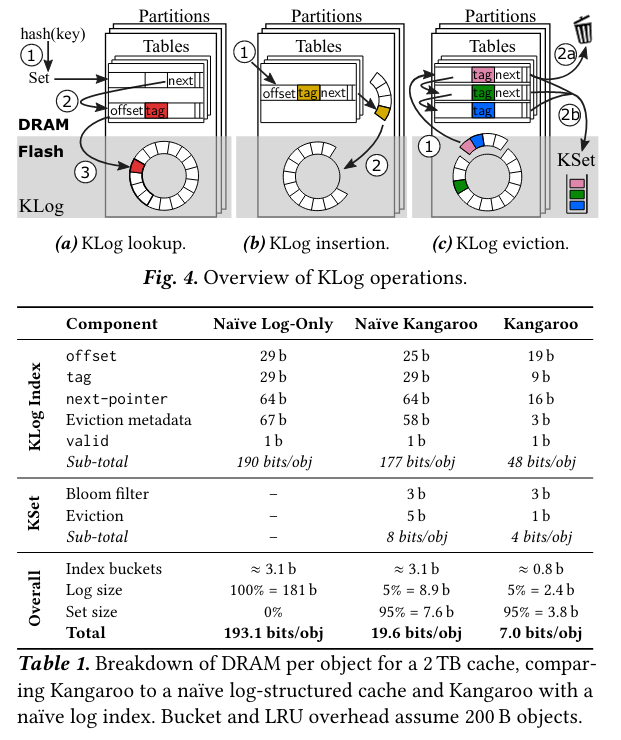 Partitions
Tables
hash(key)
1
Set
next
2
offset tag
DRAM
Flash
3
KLog
(a) KLog lookup.
Partitions
Tables
1
offset tag next
2
(b) KLog insertion.
Partitions
Tables
2a
tag next
tag next
tag
2b
1
KSet
(c) KLog eviction.
Fig. 4. Overview of KLog operations.
Component Naïve Log-Only Naïve Kangaroo Kangaroo
KLog Index
offset 29 b 25 b 19 b
tag 29 b 29 b 9 b
next-pointer 64 b 64 b 16 b
Eviction metadata 67 b 58 b 3 b
valid 1 b 1 b 1 b
Sub-total 190 bits/obj 177 bits/obj 48 bits/obj
KSet
Bloom filter – 3 b 3 b
Eviction – 5 b 1 b
Sub-total – 8 bits/obj 4 bits/obj
Overall
Index buckets ≈ 3.1 b ≈ 3.1 b ≈ 0.8 b
Log size 100% = 181 b 5% = 8.9 b 5% = 2.4 b
Set size 0% 95% = 7.6 b 95% = 3.8 b
Total 193.1 bits/obj 19.6 bits/obj 7.0 bits/obj
Table 1. Breakdown of DRAM per object for a 2 TB cache, compar-
ing Kangaroo to a naïve log-structured cache and Kangaroo with a
naïve log index. Bucket and LRU overhead assume 200 B objects.